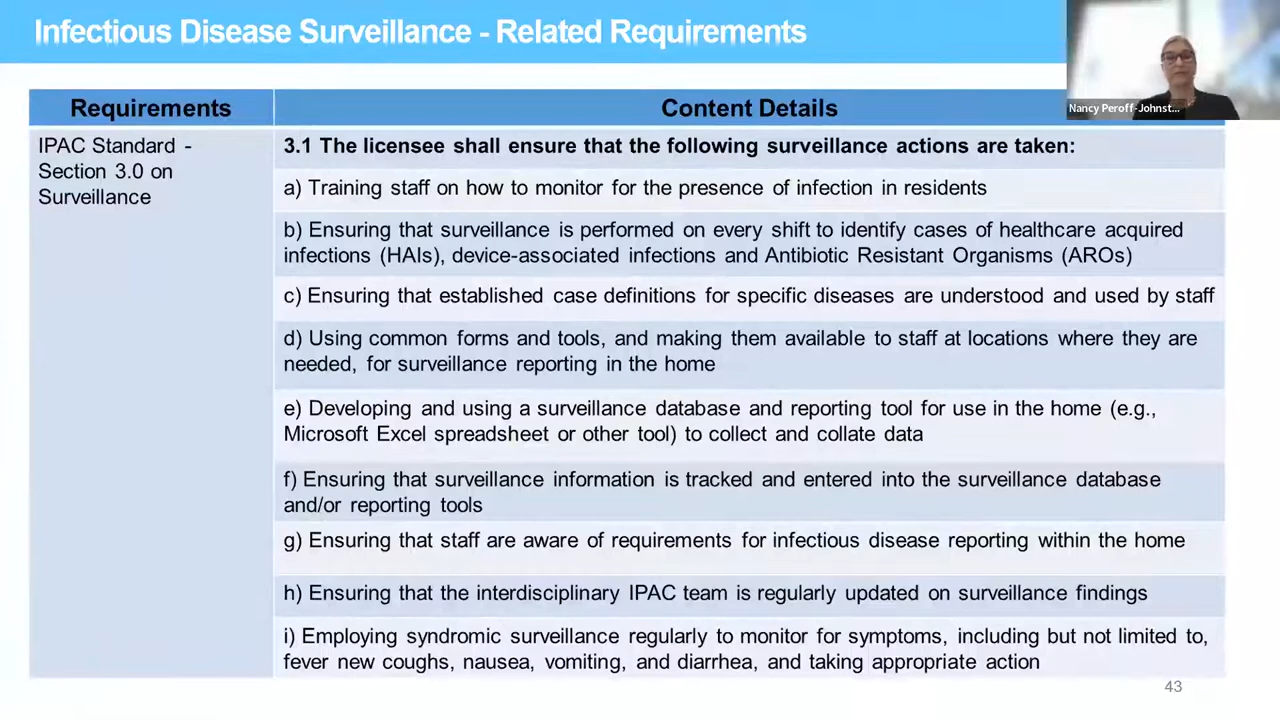 Infectious Disease Surveillance - Related Requirements
Nancy Peroff-Johnst...
Requirements
Content Details
IPAC Standard -
Section 3.0 on
Surveillance
3.1 The licensee shall ensure that the following surveillance actions are taken:
a) Training staff on how to monitor for the presence of infection in residents
b) Ensuring that surveillance is performed on every shift to identify cases of healthcare acquired
infections (HAIs), device-associated infections and Antibiotic Resistant Organisms (AROs)
c) Ensuring that established case definitions for specific diseases are understood and used by staff
d) Using common forms and tools, and making them available to staff at locations where they are
needed, for surveillance reporting in the home
e) Developing and using a surveillance database and reporting tool for use in the home (e.g.,
Microsoft Excel spreadsheet or other tool) to collect and collate data
f) Ensuring that surveillance information is tracked and entered into the surveillance database
and/or reporting tools
g) Ensuring that staff are aware of requirements for infectious disease reporting within the home
h) Ensuring that the interdisciplinary IPAC team is regularly updated on surveillance findings
i) Employing syndromic surveillance regularly to monitor for symptoms, including but not limited to,
fever new coughs, nausea, vomiting, and diarrhea, and taking appropriate action
43